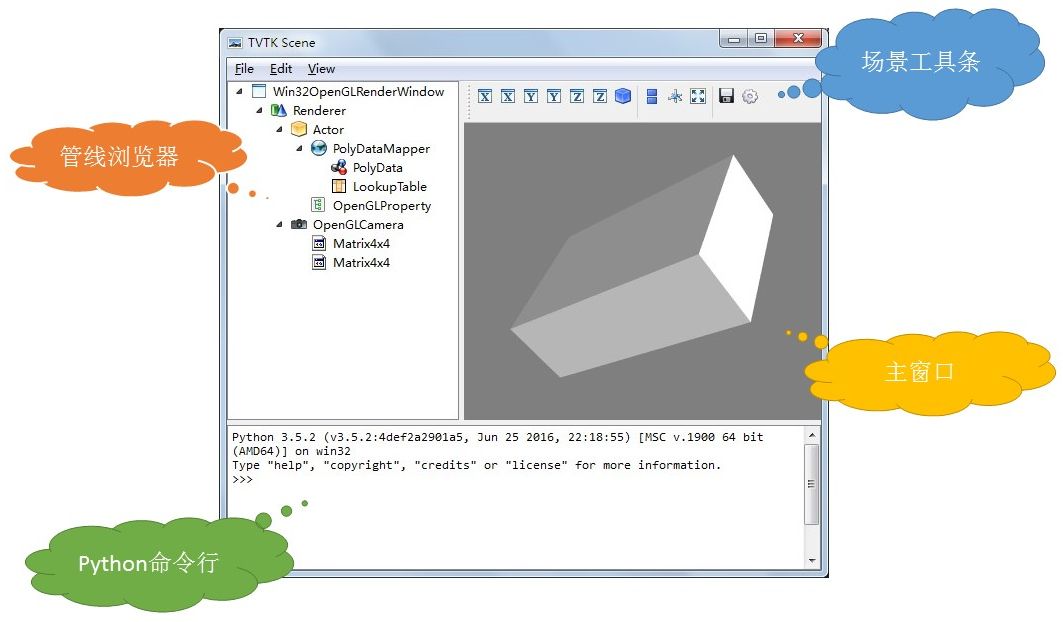 TVTK Scene
场景工具条
File Edit View
Win32OpenGLRenderWindow
X X Y Y Z Z
Renderer
Actor
管线浏览器
PolyDataMapper
PolyData
LookupTable
OpenGLProperty
OpenGLCamera
Matrix4x4
Matrix4x4
主窗口
Python 3.5.2 (v3.5.2:4def2a2901a5, Jun 25 2016, 22:18:55) [MSC v.1900 64 bit
(AMD64)] on win32
Type "help", "copyright", "credits" or "license" for more information.
>>>
Python命令行